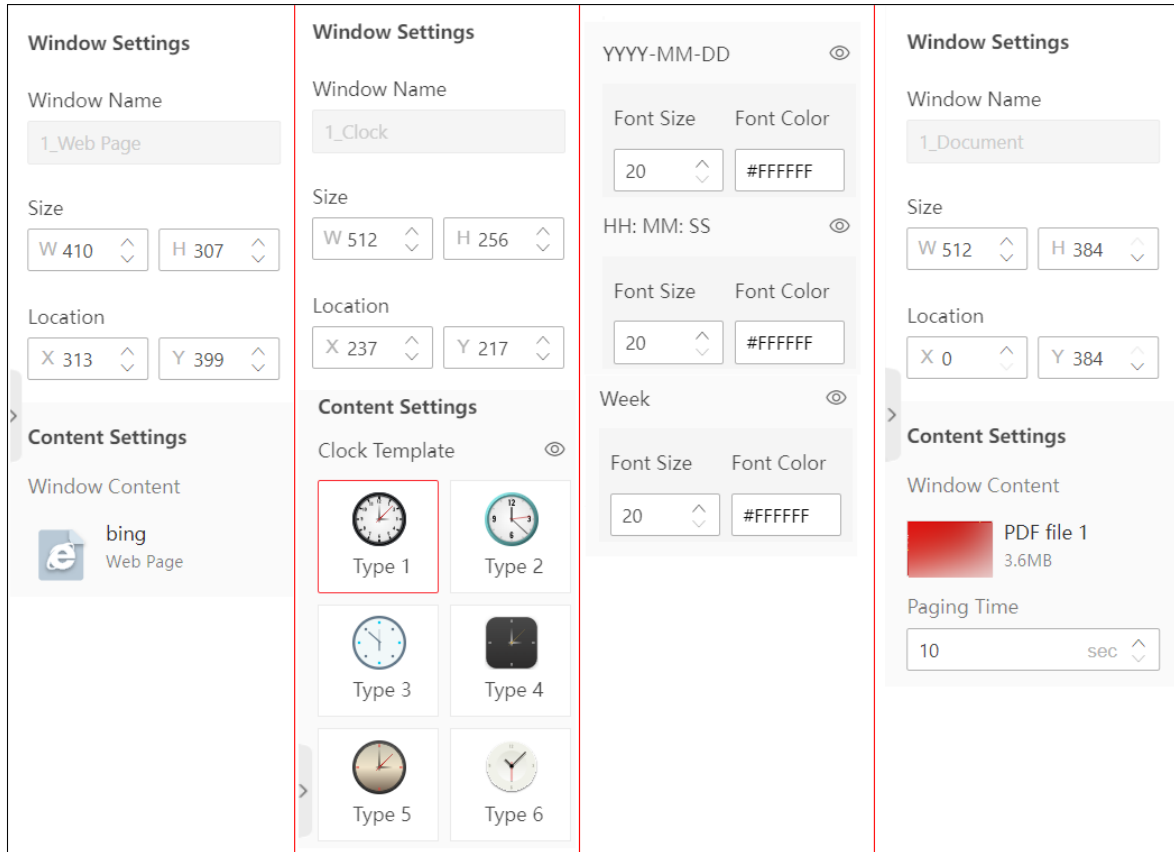 Window Settings
Window Name
1_Web Page
Size
W 410 H 307
Location
X 313 Y 399
Content Settings
Window Content
bing
Web Page
Window Settings
Window Name
1_Clock
Size
W 512 H 256
Location
X 237 Y 217
Content Settings
Clock Template
Type 1 Type 2
Type 3 Type 4
Type 5 Type 6
YYYY-MM-DD
Font Size Font Color
20 #FFFFFF
HH: MM: SS
Font Size Font Color
20 #FFFFFF
Week
Font Size Font Color
20 #FFFFFF
Window Settings
Window Name
1_Document
Size
W 512 H 384
Location
X 0 Y 384
Content Settings
Window Content
PDF file 1
3.6MB
Paging Time
10 sec